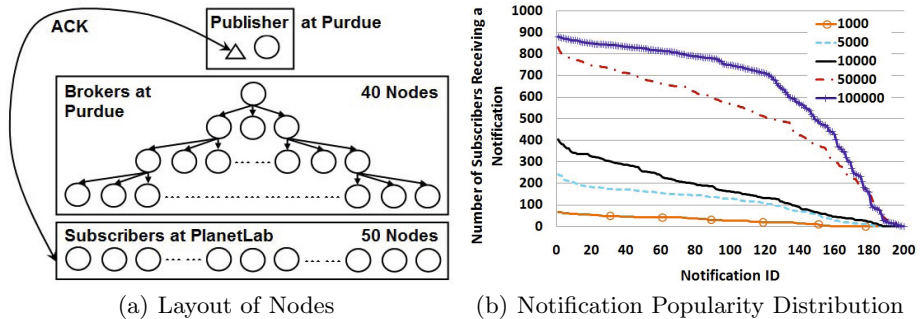 ACK
Publisher at Purdue
Brokers at
Purdue
40 Nodes
... ...
... ...
Subscribers at PlanetLab
50 Nodes
... ...
... ...
(a) Layout of Nodes
Number of Subscribers Receiving a
Notification
1000
900
800
700
600
500
400
300
200
100
0
0 20 40 60 80 100 120 140 160 180 200
Notification ID
1000
5000
10000
50000
100000
(b) Notification Popularity Distribution